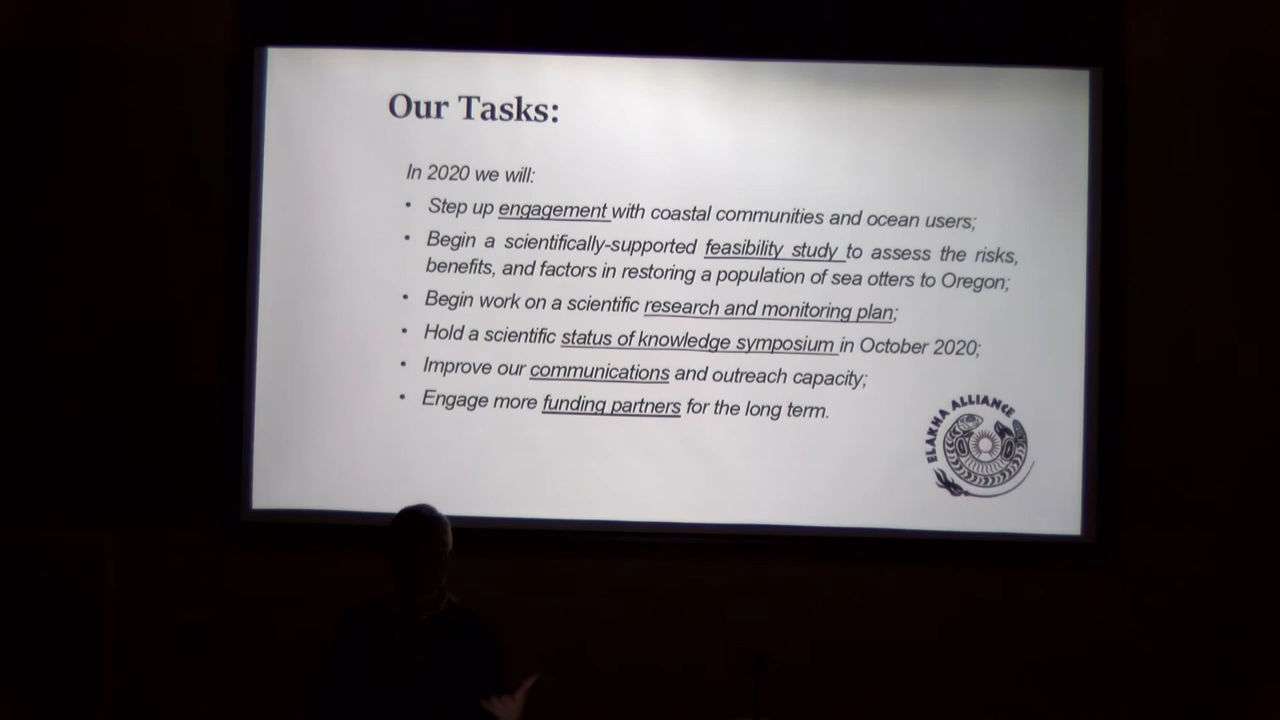 Our Tasks:
In 2020 we will:
• Step up engagement with coastal communities and ocean users;
• Begin a scientifically-supported feasibility study to assess the risks,
benefits, and factors in restoring a population of sea otters to Oregon;
• Begin work on a scientific research and monitoring plan;
• Hold a scientific status of knowledge symposium in October 2020;
• Improve our communications and outreach capacity;
• Engage more funding partners for the long term.
ELAKHA ALLIANCE